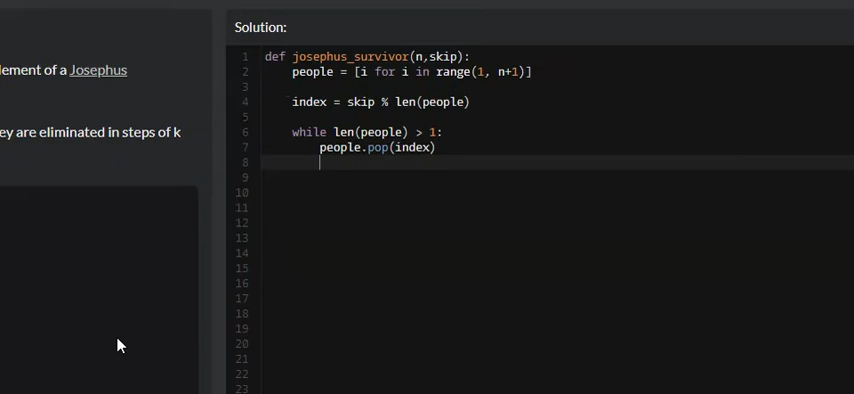 Solution:
lement of a Josephus
ey are eliminated in steps of k
1 def josephus_survivor(n,skip):
2 people = [i for i in range(1, n+1)]
3
4 index = skip % len(people)
5
6 while len(people) > 1:
7 people.pop(index)
8
9
10
11
12
13
14
15
16
17
18
19
20
21
22
23